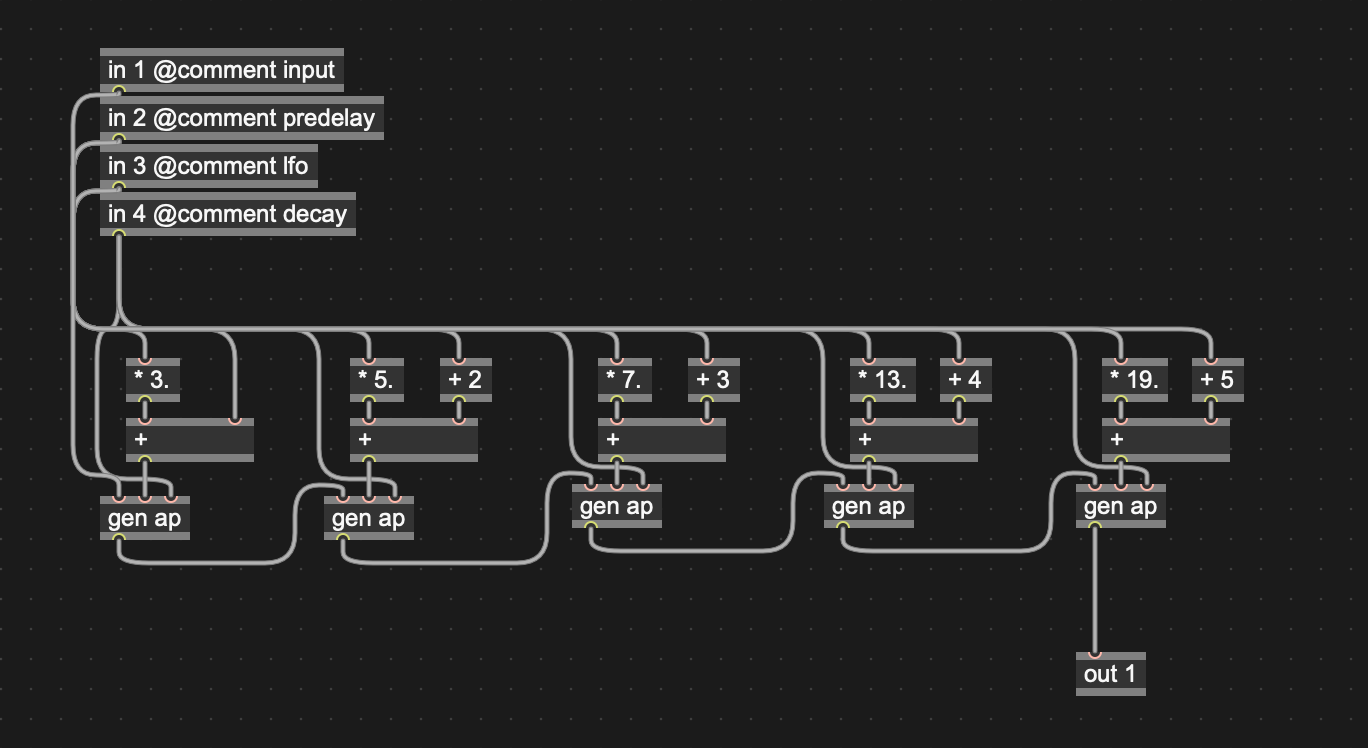 in 1 @comment input
in 2 @comment predelay
in 3 @comment lfo
in 4 @comment decay
* 3.
* 5.
+ 2
* 7.
+ 3
* 13.
+ 4
* 19.
+ 5
+
+
+
+
+
gen ap
gen ap
gen ap
gen ap
gen ap
out 1